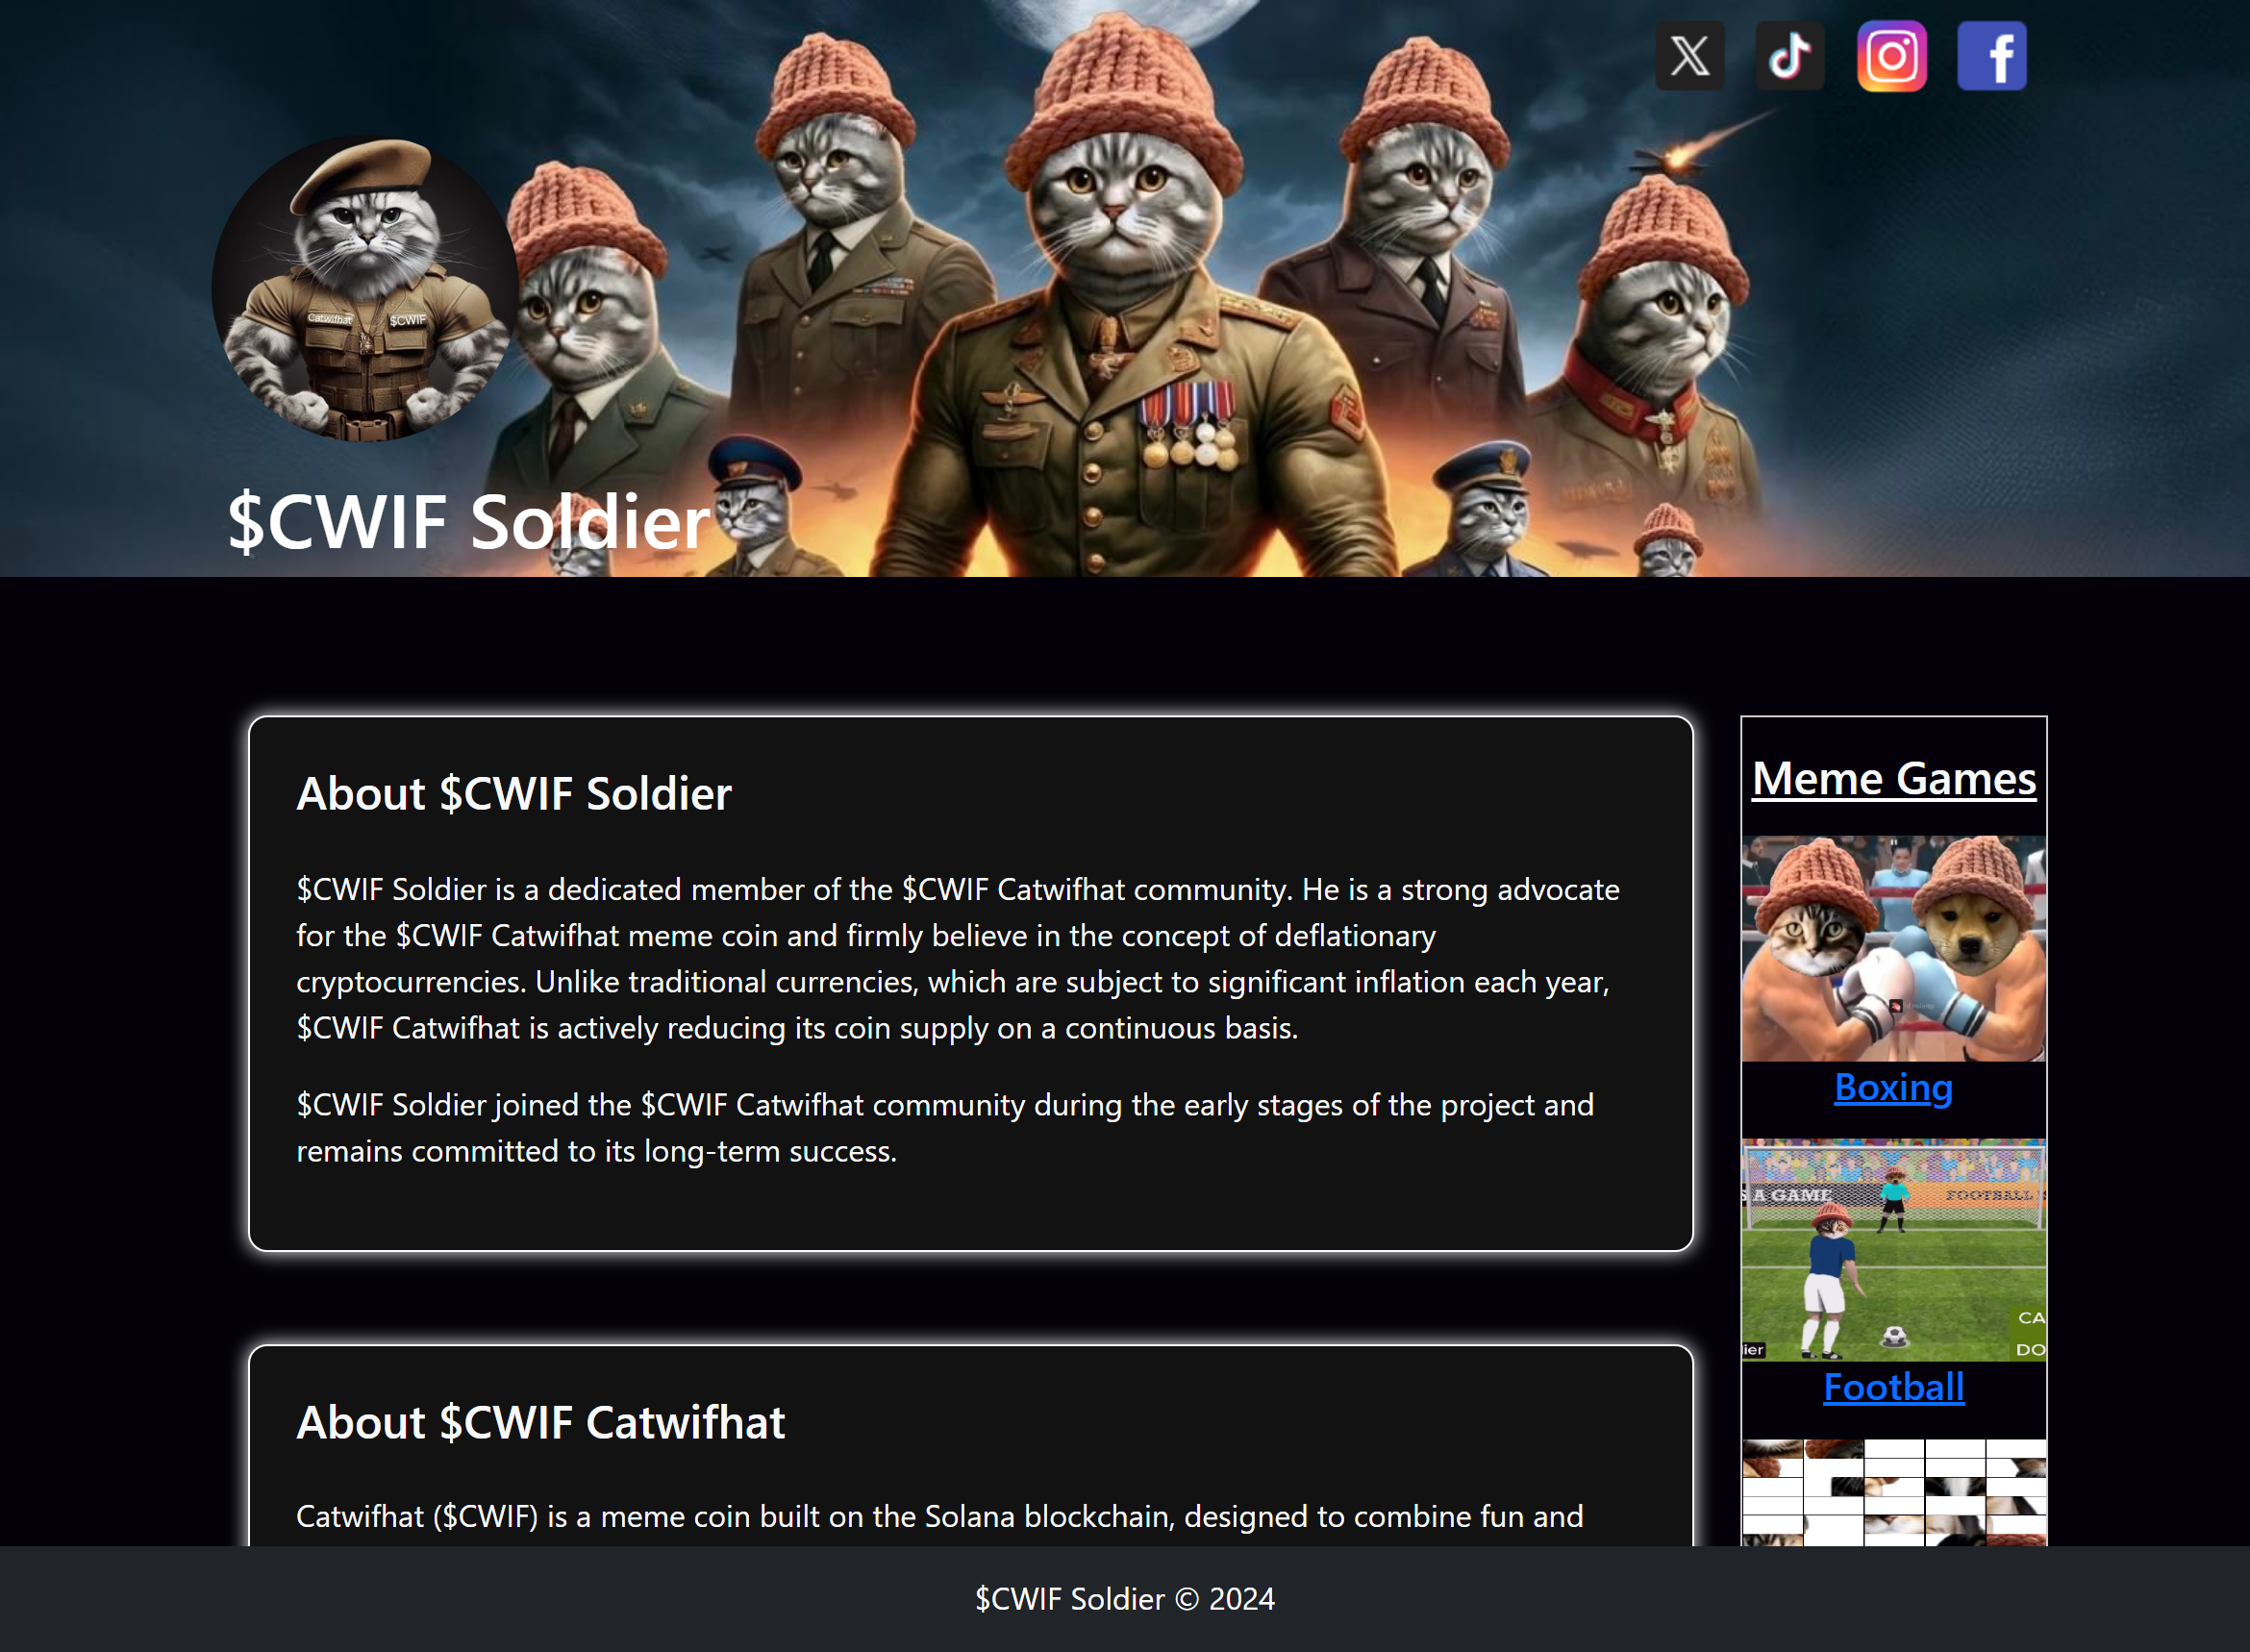 Catwifhat $CWIF
$CWIF Soldier
About $CWIF Soldier
$CWIF Soldier is a dedicated member of the $CWIF Catwifhat community. He is a strong advocate
for the $CWIF Catwifhat meme coin and firmly believe in the concept of deflationary
cryptocurrencies. Unlike traditional currencies, which are subject to significant inflation each year,
$CWIF Catwifhat is actively reducing its coin supply on a continuous basis.
$CWIF Soldier joined the $CWIF Catwifhat community during the early stages of the project and
remains committed to its long-term success.
About $CWIF Catwifhat
Catwifhat ($CWIF) is a meme coin built on the Solana blockchain, designed to combine fun and
Meme Games
Boxing
S A GAME FOOTBALL
CA
DO
ier
Football
$CWIF Soldier © 2024